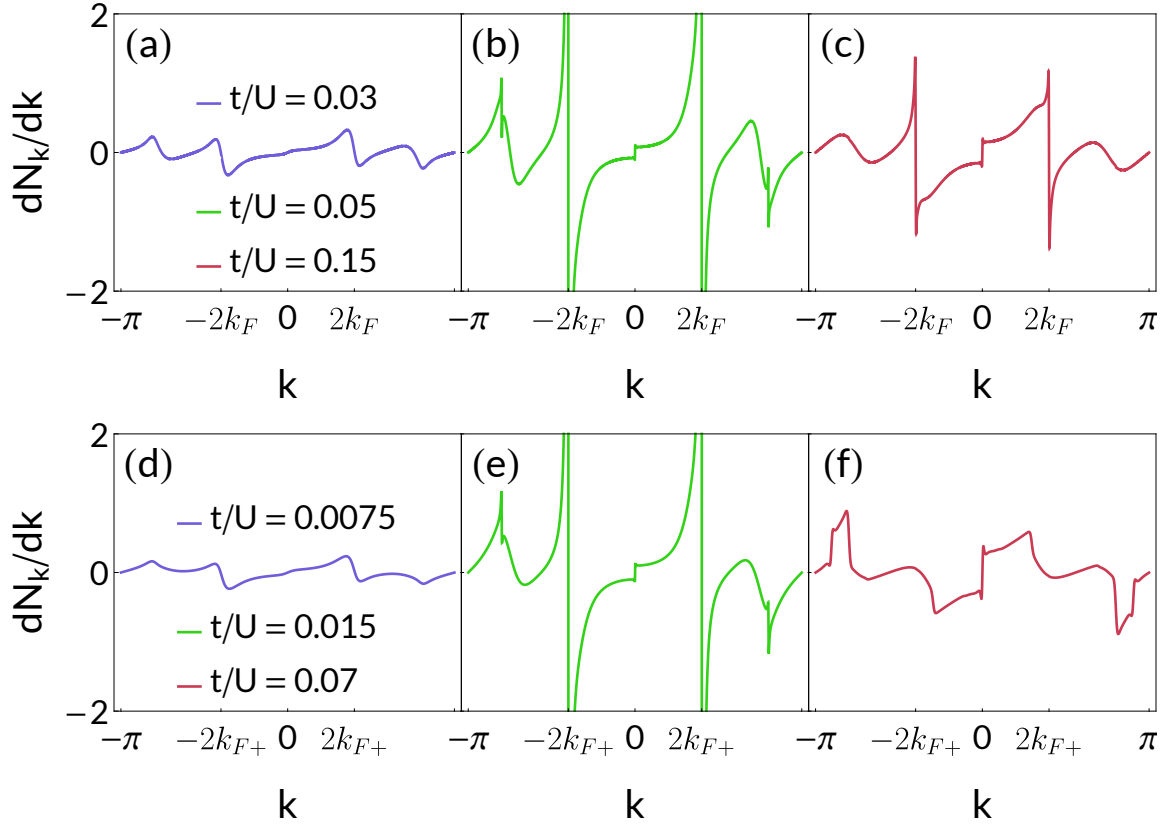 2
(a)
(b)
(c)
dN_k/dk
0
−2
t/U = 0.03
t/U = 0.05
t/U = 0.15
−π
−2k_F
0
2k_F
−π
−2k_F
0
2k_F
−π
−2k_F
0
2k_F
π
k
k
k
2
(d)
(e)
(f)
dN_k/dk
0
−2
t/U = 0.0075
t/U = 0.015
t/U = 0.07
−π
−2k_{F+}
0
2k_{F+}
−π
−2k_{F+}
0
2k_{F+}
−π
−2k_{F+}
0
2k_{F+}
π
k
k
k